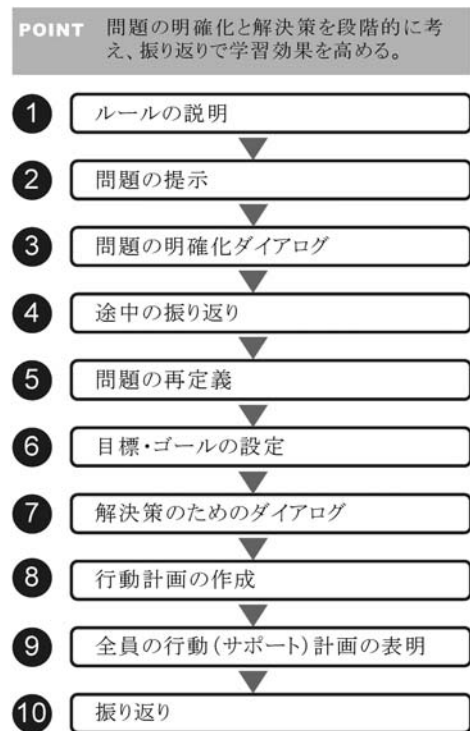 POINT 問題の明確化と解決策を段階的に考
え、振り返りで学習効果を高める。
1 ルールの説明
2 問題の提示
3 問題の明確化ダイアログ
4 途中の振り返り
5 問題の再定義
6 目標・ゴールの設定
7 解決策のためのダイアログ
8 行動計画の作成
9 全員の行動(サポート)計画の表明
10 振り返り